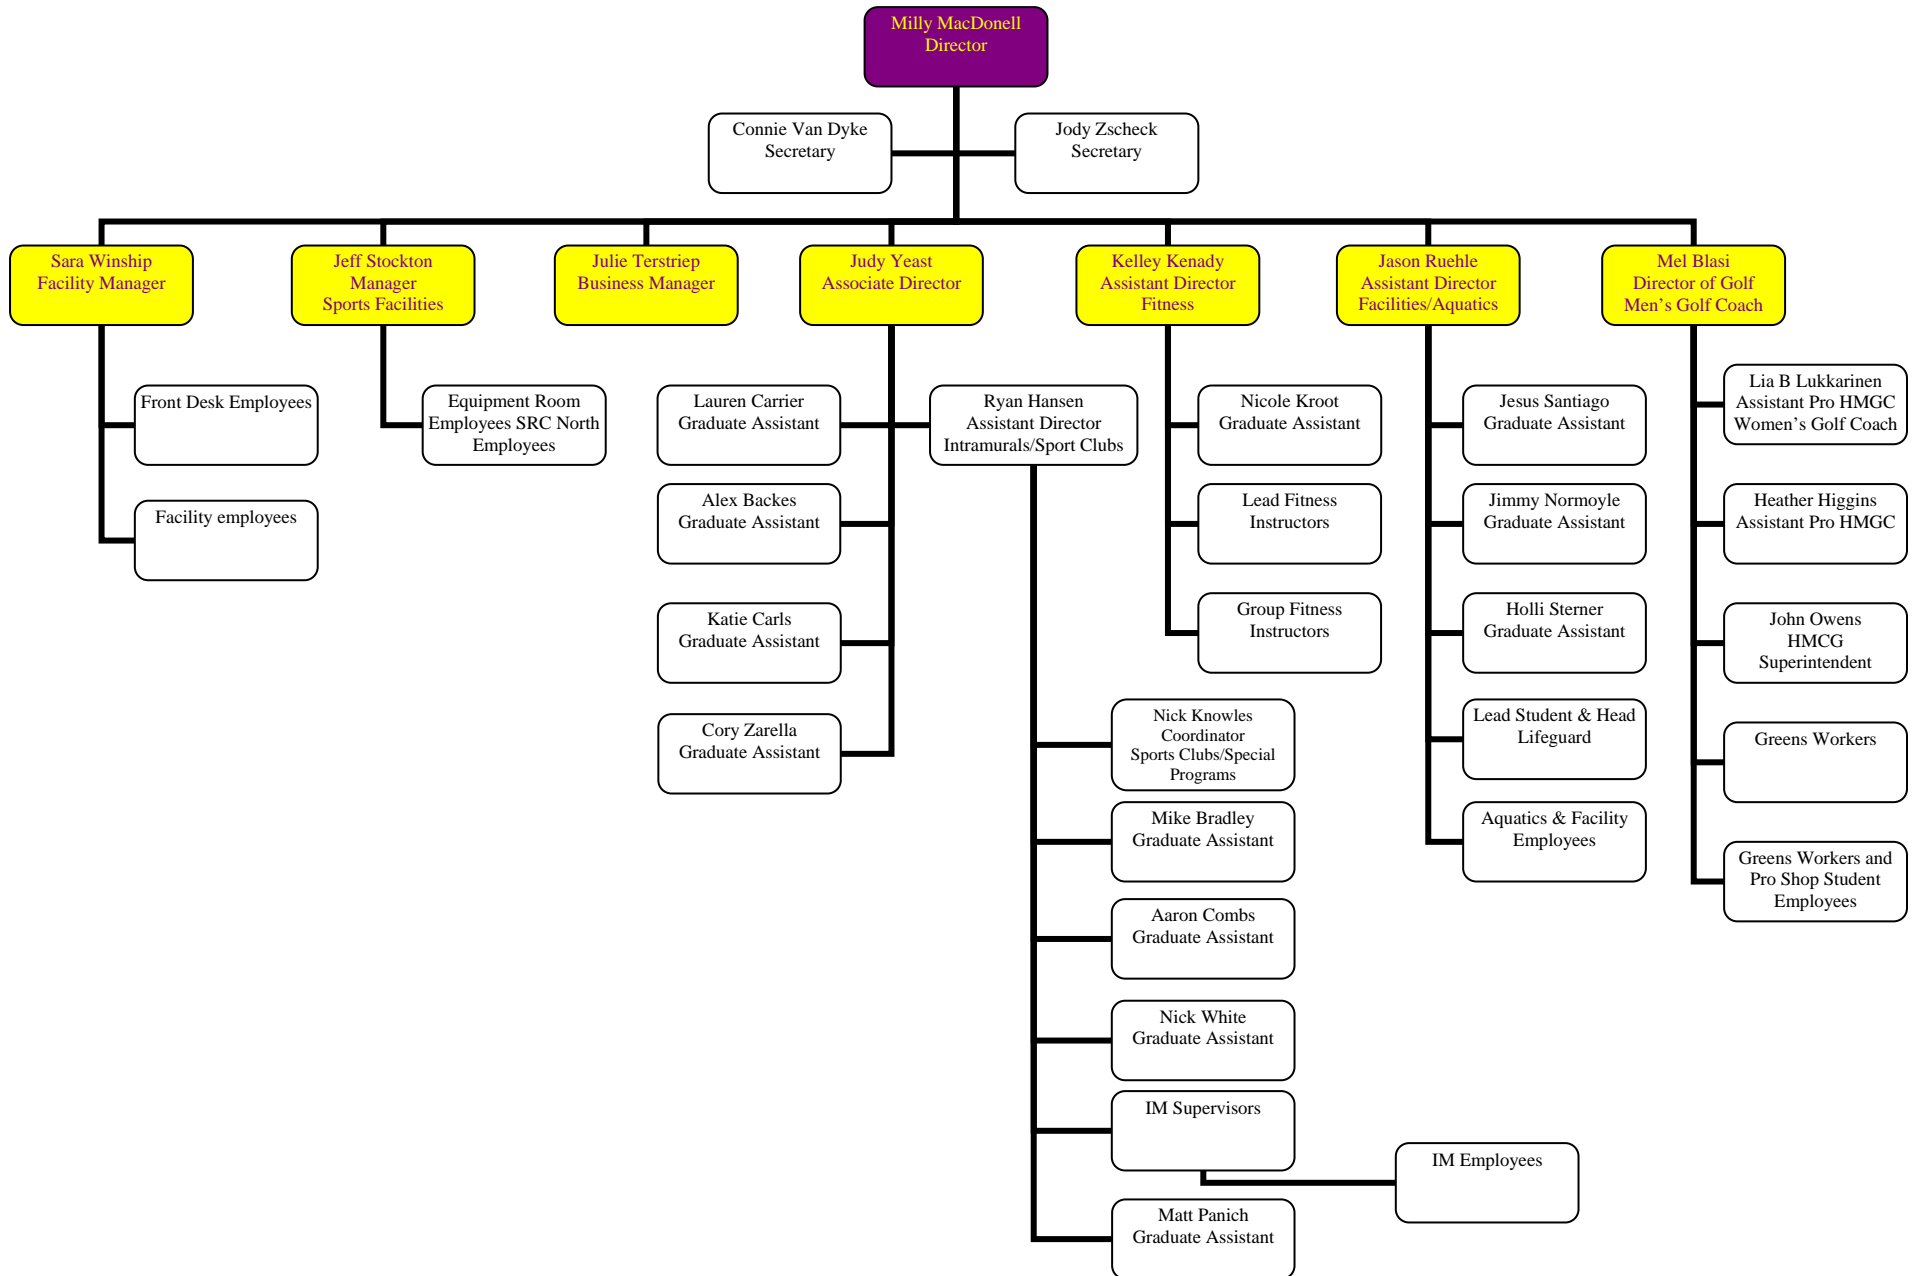 Milly MacDonell
Director
Connie Van Dyke
Secretary
Jody Zscheck
Secretary
Sara Winship
Facility Manager
Jeff Stockton
Manager
Sports Facilities
Julie Terstriep
Business Manager
Judy Yeast
Associate Director
Kelley Kenady
Assistant Director
Fitness
Jason Ruehle
Assistant Director
Facilities/Aquatics
Mel Blasi
Director of Golf
Men's Golf Coach
Front Desk Employees
Facility employees
Equipment Room
Employees SRC North
Employees
Lauren Carrier
Graduate Assistant
Alex Backes
Graduate Assistant
Katie Carls
Graduate Assistant
Cory Zarella
Graduate Assistant
Ryan Hansen
Assistant Director
Intramurals/Sport Clubs
Nick Knowles
Coordinator
Sports Clubs/Special
Programs
Mike Bradley
Graduate Assistant
Aaron Combs
Graduate Assistant
Nick White
Graduate Assistant
IM Supervisors
IM Employees
Matt Panich
Graduate Assistant
Nicole Kroot
Graduate Assistant
Lead Fitness
Instructors
Group Fitness
Instructors
Jesus Santiago
Graduate Assistant
Jimmy Normoyle
Graduate Assistant
Holli Sterner
Graduate Assistant
Lead Student & Head
Lifeguard
Aquatics & Facility
Employees
Lia B Lukkarinen
Assistant Pro HMGC
Women's Golf Coach
Heather Higgins
Assistant Pro HMGC
John Owens
HMCG
Superintendent
Greens Workers
Greens Workers and
Pro Shop Student
Employees